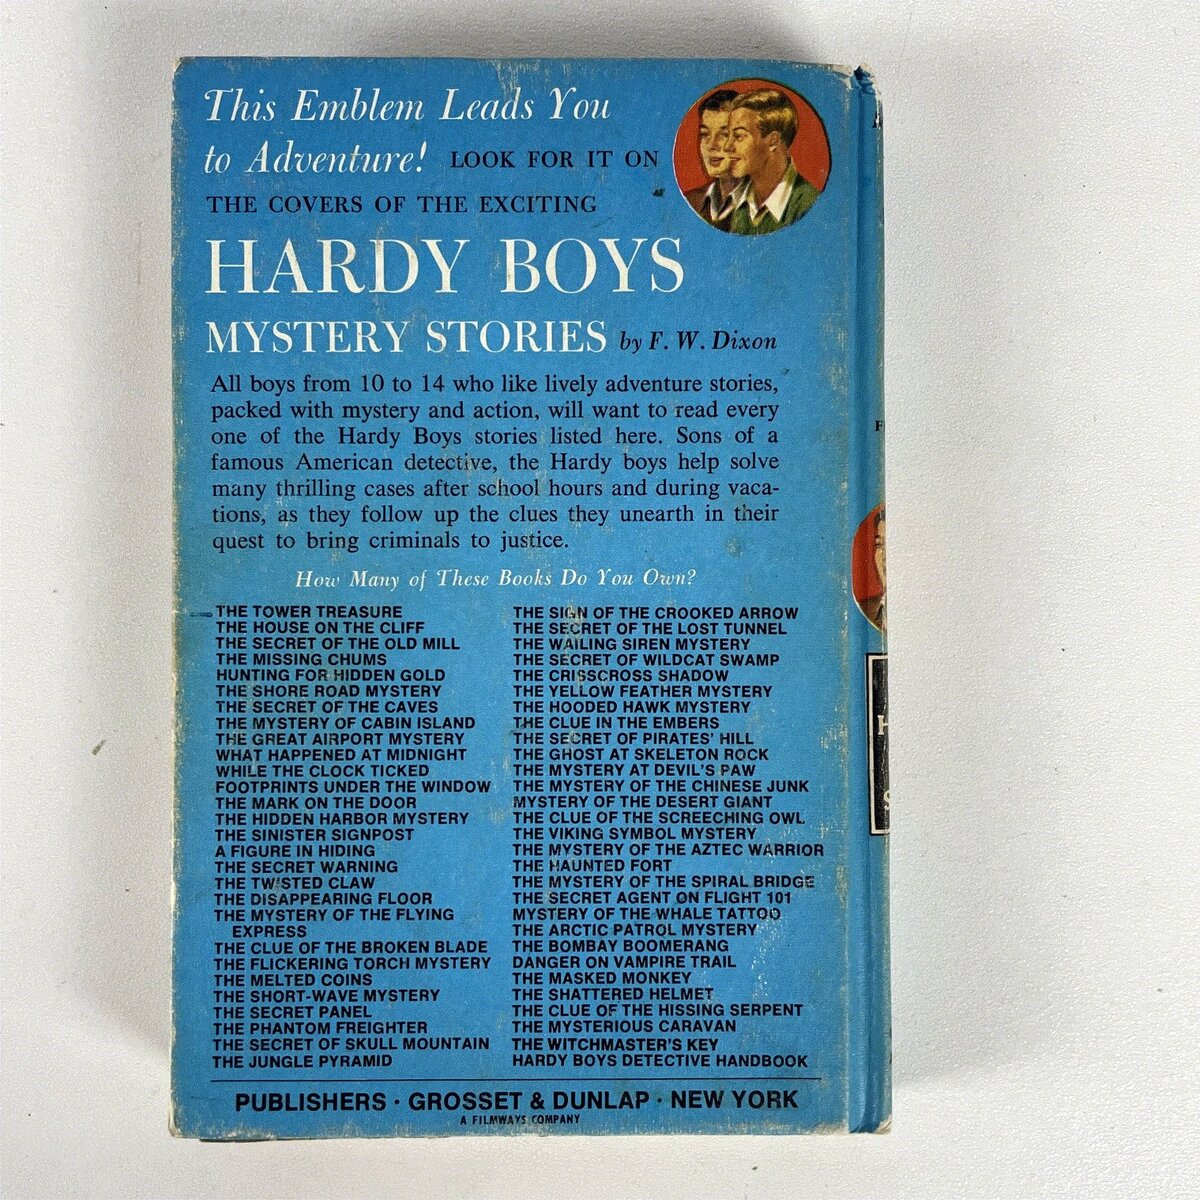 This Emblem Leads You
to Adventure! LOOK FOR IT ON
THE COVERS OF THE EXCITING
HARDY BOYS
MYSTERY STORIES by F. W. Dixon
All boys from 10 to 14 who like lively adventure stories,
packed with mystery and action, will want to read every
one of the Hardy Boys stories listed here. Sons of a
famous American detective, the Hardy boys help solve
many thrilling cases after school hours and during vaca-
tions, as they follow up the clues they unearth in their
quest to bring criminals to justice.
How Many of These Books Do You Own?
THE TOWER TREASURE
THE HOUSE ON THE CLIFF
THE SECRET OF THE OLD MILL
THE MISSING CHUMS
HUNTING FOR HIDDEN GOLD
THE SHORE ROAD MYSTERY
THE SECRET OF THE CAVES
THE MYSTERY OF CABIN ISLAND
THE GREAT AIRPORT MYSTERY
WHAT HAPPENED AT MIDNIGHT
WHILE THE CLOCK TICKED
FOOTPRINTS UNDER THE WINDOW
THE MARK ON THE DOOR
THE HIDDEN HARBOR MYSTERY
THE SINISTER SIGNPOST
A FIGURE IN HIDING
THE SECRET WARNING
THE TWISTED CLAW
THE DISAPPEARING FLOOR
THE MYSTERY OF THE FLYING
EXPRESS
THE CLUE OF THE BROKEN BLADE
THE FLICKERING TORCH MYSTERY
THE MELTED COINS
THE SHORT-WAVE MYSTERY
THE SECRET PANEL
THE PHANTOM FREIGHTER
THE SECRET OF SKULL MOUNTAIN
THE JUNGLE PYRAMID
THE SIGN OF THE CROOKED ARROW
THE SECRET OF THE LOST TUNNEL
THE WAILING SIREN MYSTERY
THE SECRET OF WILDCAT SWAMP
THE CRISSCROSS SHADOW
THE YELLOW FEATHER MYSTERY
THE HOODED HAWK MYSTERY
THE CLUE IN THE EMBERS
THE SECRET OF PIRATES' HILL
THE GHOST AT SKELETON ROCK
THE MYSTERY AT DEVIL'S PAW
THE MYSTERY OF THE CHINESE JUNK
MYSTERY OF THE DESERT GIANT
THE CLUE OF THE SCREECHING OWL
THE VIKING SYMBOL MYSTERY
THE MYSTERY OF THE AZTEC WARRIOR
THE HAUNTED FORT
THE MYSTERY OF THE SPIRAL BRIDGE
THE SECRET AGENT ON FLIGHT 101
MYSTERY OF THE WHALE TATTOO
THE ARCTIC PATROL MYSTERY
THE BOMBAY BOOMERANG
DANGER ON VAMPIRE TRAIL
THE MASKED MONKEY
THE SHATTERED HELMET
THE CLUE OF THE HISSING SERPENT
THE MYSTERIOUS CARAVAN
THE WITCHMASTER'S KEY
HARDY BOYS DETECTIVE HANDBOOK
PUBLISHERS · GROSSET & DUNLAP · NEW YORK
A FILMWAYS COMPANY